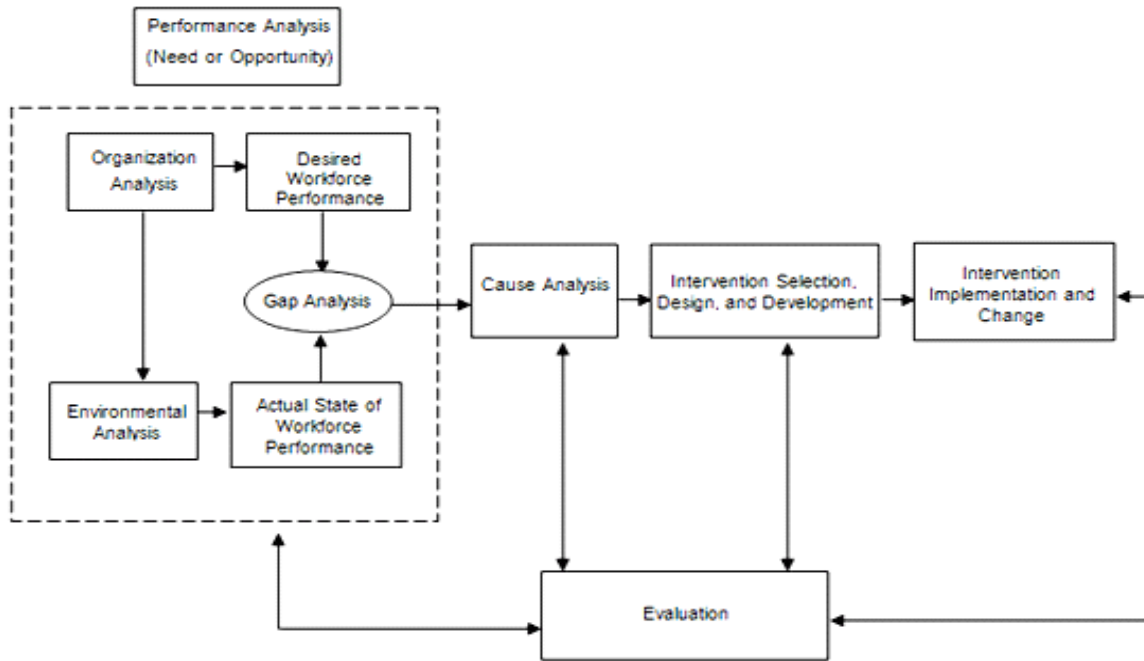 Performance Analysis
(Need or Opportunity)
Organization
Analysis
Desired
Workforce
Performance
Gap Analysis
Environmental
Analysis
Actual State of
Workforce
Performance
Cause Analysis
Intervention Selection,
Design, and Development
Intervention
Implementation and
Change
Evaluation